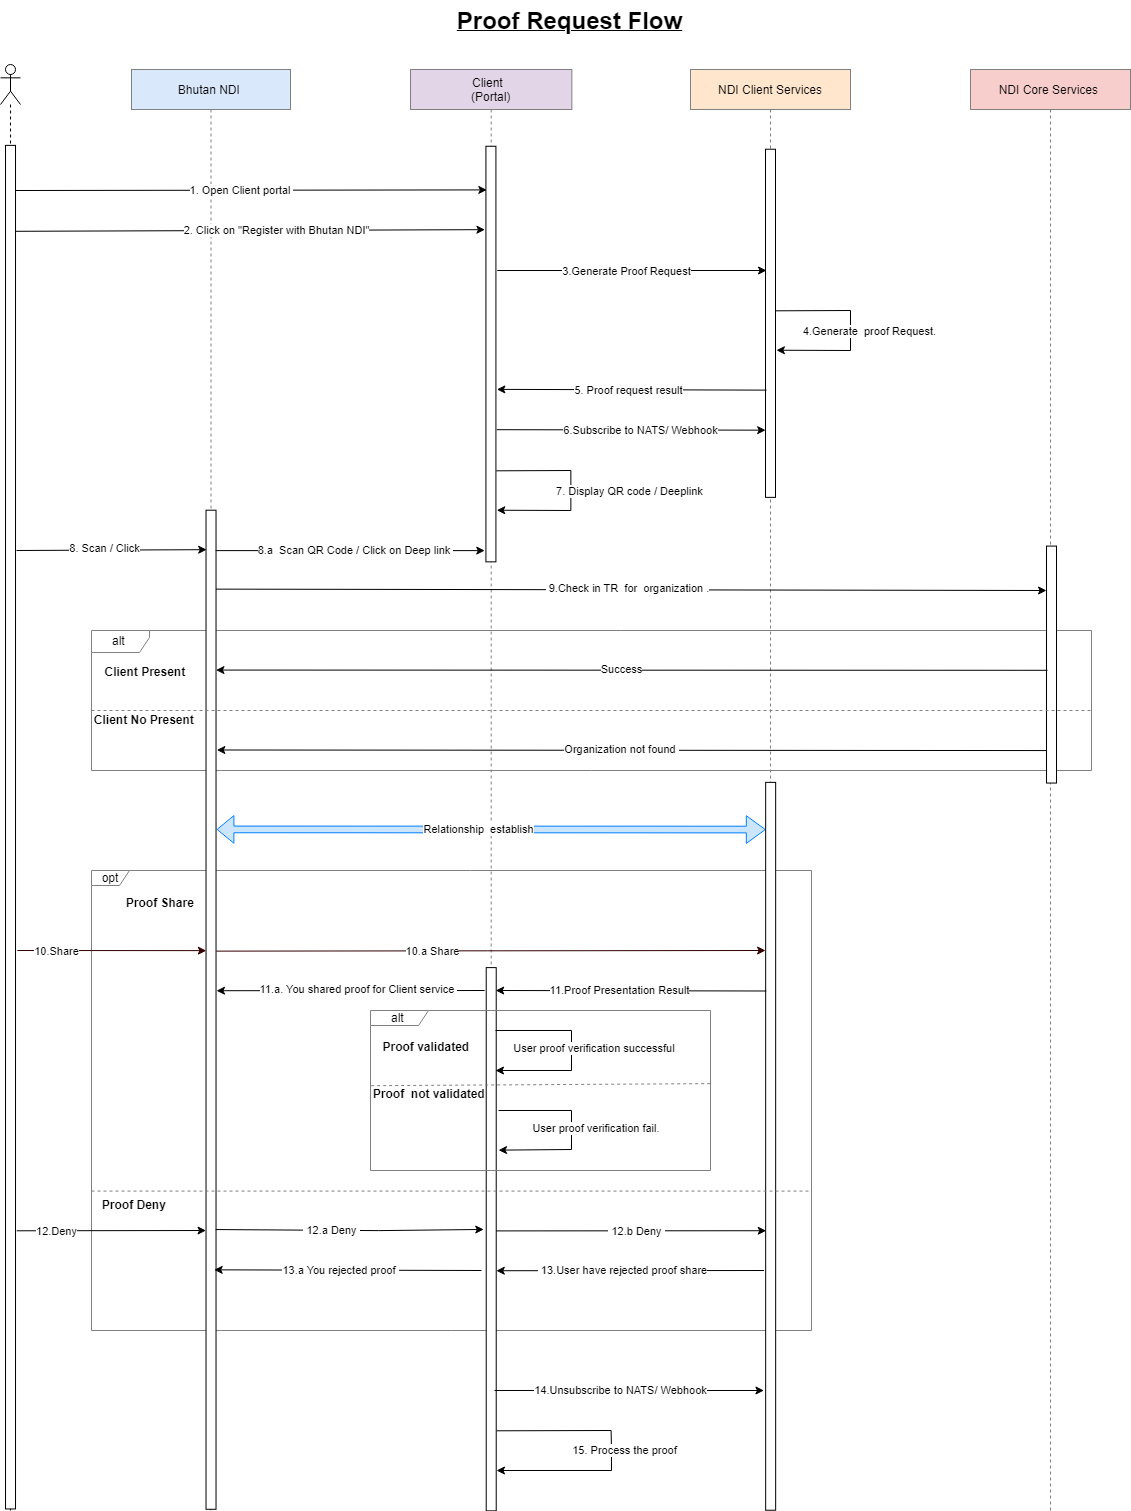 Proof Request Flow
Bhutan NDI
Client
(Portal)
NDI Client Services
NDI Core Services
1. Open Client portal
2. Click on "Register with Bhutan NDI"
3.Generate Proof Request
4.Generate  proof Request.
5. Proof request result
6.Subscribe to NATS/ Webhook
7. Display QR code / Deeplink
8. Scan / Click
8.a  Scan QR Code / Click on Deep link
9.Check in TR  for  organization .
alt
Client Present
Success
Client No Present
Organization not found
Relationship  establish
opt
Proof Share
10.Share
10.a Share
11.a. You shared proof for Client service
11.Proof Presentation Result
alt
Proof validated
User proof verification successful
Proof  not validated
User proof verification fail.
Proof Deny
12.Deny
12.a Deny
12.b Deny
13.a You rejected proof
13.User have rejected proof share
14.Unsubscribe to NATS/ Webhook
15. Process the proof